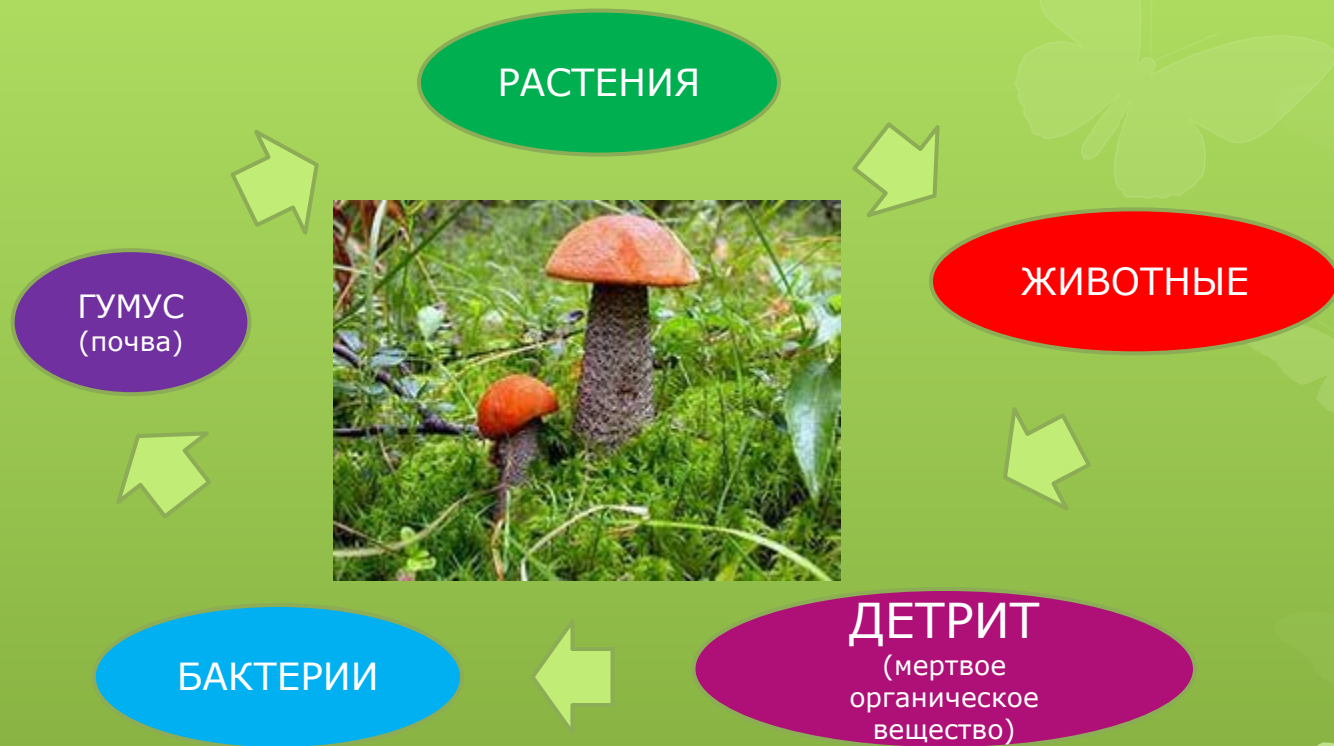 РАСТЕНИЯ
ЖИВОТНЫЕ
ДЕТРИТ
(мертвое
органическое
вещество)
БАКТЕРИИ
ГУМУС
(почва)